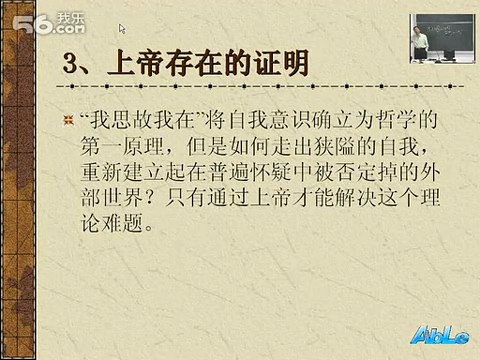 56我乐
.com
3、上帝存在的证明
“我思故我在”将自我意识确立为哲学的
第一原理，但是如何走出狭隘的自我，
重新建立起在普遍怀疑中被否定掉的外
部世界？只有通过上帝才能解决这个理
论难题。